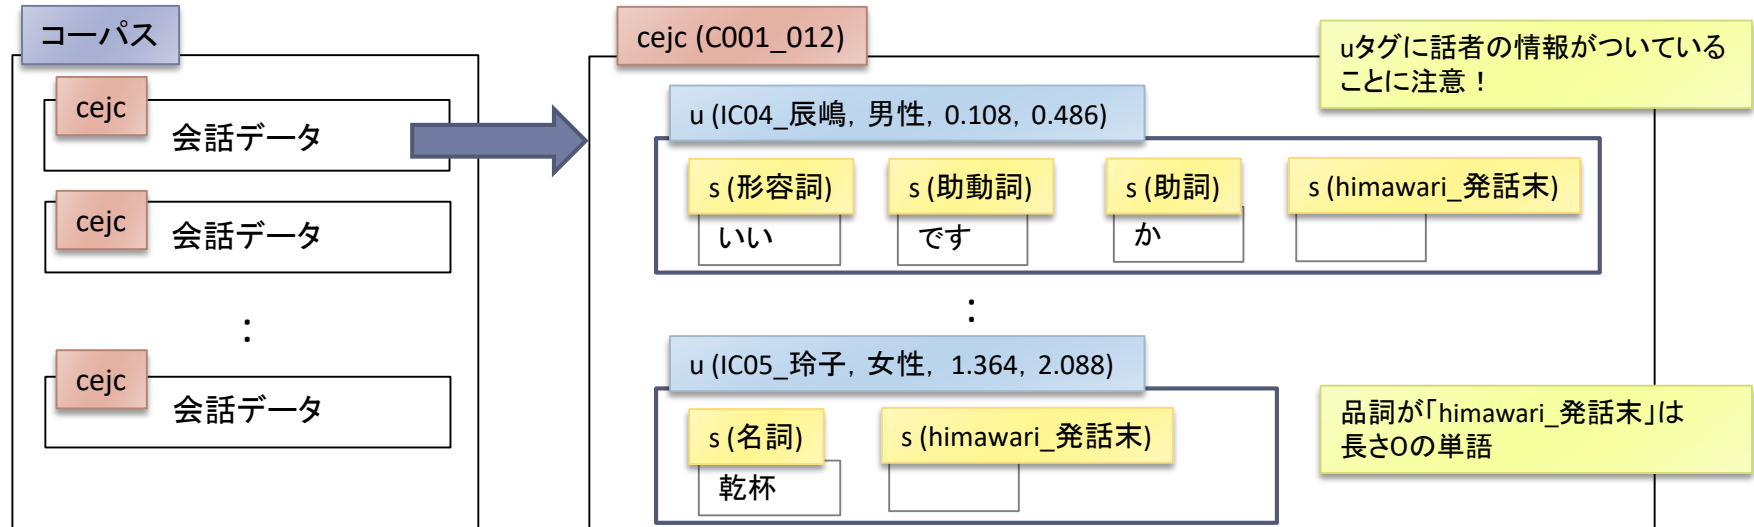 コーパス
cejc
会話データ
cejc
会話データ
:
cejc
会話データ
cejc (C001_012)
uタグに話者の情報がついている
ことに注意！
u (IC04_辰嶋, 男性, 0.108, 0.486)
s (形容詞)
いい
s (助動詞)
です
s (助詞)
か
s (himawari_発話末)
:
u (IC05_玲子, 女性, 1.364, 2.088)
s (名詞)
乾杯
s (himawari_発話末)
品詞が「himawari_発話末」は
長さ0の単語